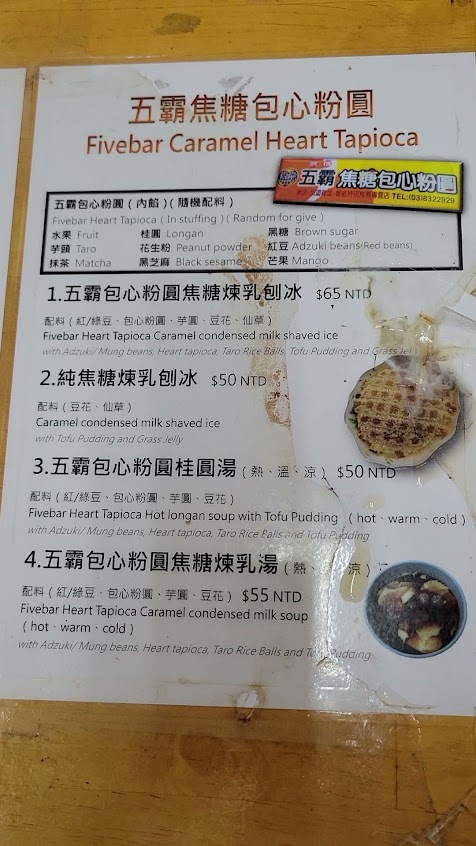 五霸焦糖包心粉圓
Fivebar Caramel Heart Tapioca
五霸焦糖包心粉圓
TEL:(03)8322929
五霸包心粉圓 ( 內餡 ) ( 隨機配料 )
Fivebar Heart Tapioca ( In stuffing ) ( Random for give )
水果 Fruit 桂圓 Longan 黑糖 Brown sugar
芋頭 Taro 花生粉 Peanut powder 紅豆 Adzuki beans(Red beans)
抹茶 Matcha 黑芝麻 Black sesame 芒果 Mango
1.五霸包心粉圓焦糖煉乳刨冰 $65 NTD
配料 ( 紅/綠豆、包心粉圓、芋圓、豆花、仙草 )
Fivebar Heart Tapioca Caramel condensed milk shaved ice
with Adzuki/ Mung beans, Heart tapioca, Taro Rice Balls, Tofu Pudding and Grass Jel
2.純焦糖煉乳刨冰 $50 NTD
配料 ( 豆花、仙草 )
Caramel condensed milk shaved ice
with Tofu Pudding and Grass Jelly
3.五霸包心粉圓桂圓湯 ( 熱、溫、涼 ) $50 NTD
配料 ( 紅/綠豆、包心粉圓、芋圓、豆花 )
Fivebar Heart Tapioca Hot longan soup with Tofu Pudding ( hot、warm、cold )
with Adzuki/ Mung beans, Heart tapioca, Taro Rice Balls and Tofu Pudding
4.五霸包心粉圓焦糖煉乳湯 ( 熱、 涼 )
配料 ( 紅/綠豆、包心粉圓、芋圓、豆花 ) $55 NTD
Fivebar Heart Tapioca Caramel condensed milk soup
( hot、warm、cold )
with Adzuki/ Mung beans, Heart tapioca, Taro Rice Balls and Tofu Pudding